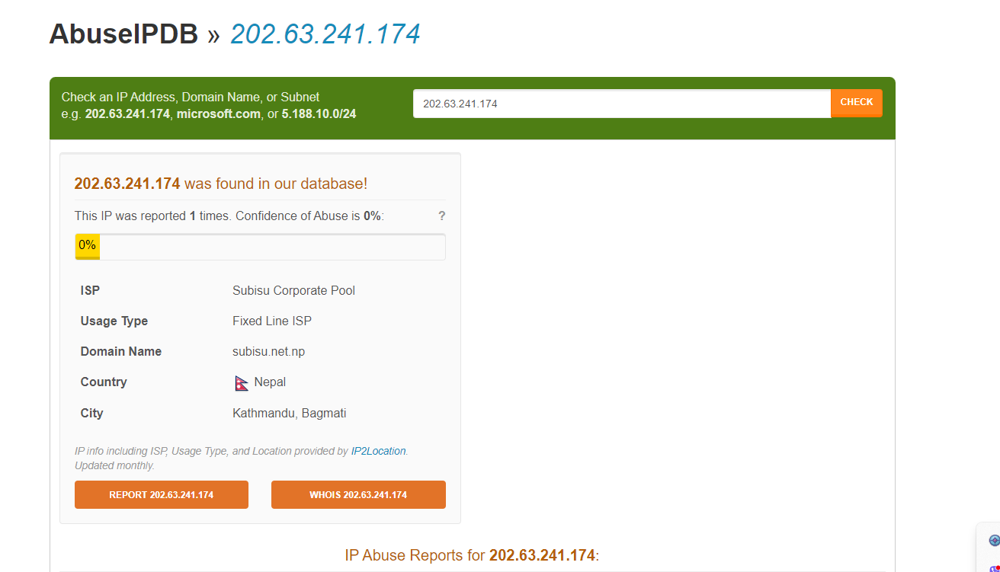 AbuseIPDB » 202.63.241.174
Check an IP Address, Domain Name, or Subnet
e.g. 202.63.241.174, microsoft.com, or 5.188.10.0/24
202.63.241.174
CHECK
202.63.241.174 was found in our database!
This IP was reported 1 times. Confidence of Abuse is 0%: ?
0%
ISP Subisu Corporate Pool
Usage Type Fixed Line ISP
Domain Name subisu.net.np
Country Nepal
City Kathmandu, Bagmati
IP info including ISP, Usage Type, and Location provided by IP2Location.
Updated monthly.
REPORT 202.63.241.174 WHOIS 202.63.241.174
IP Abuse Reports for 202.63.241.174: